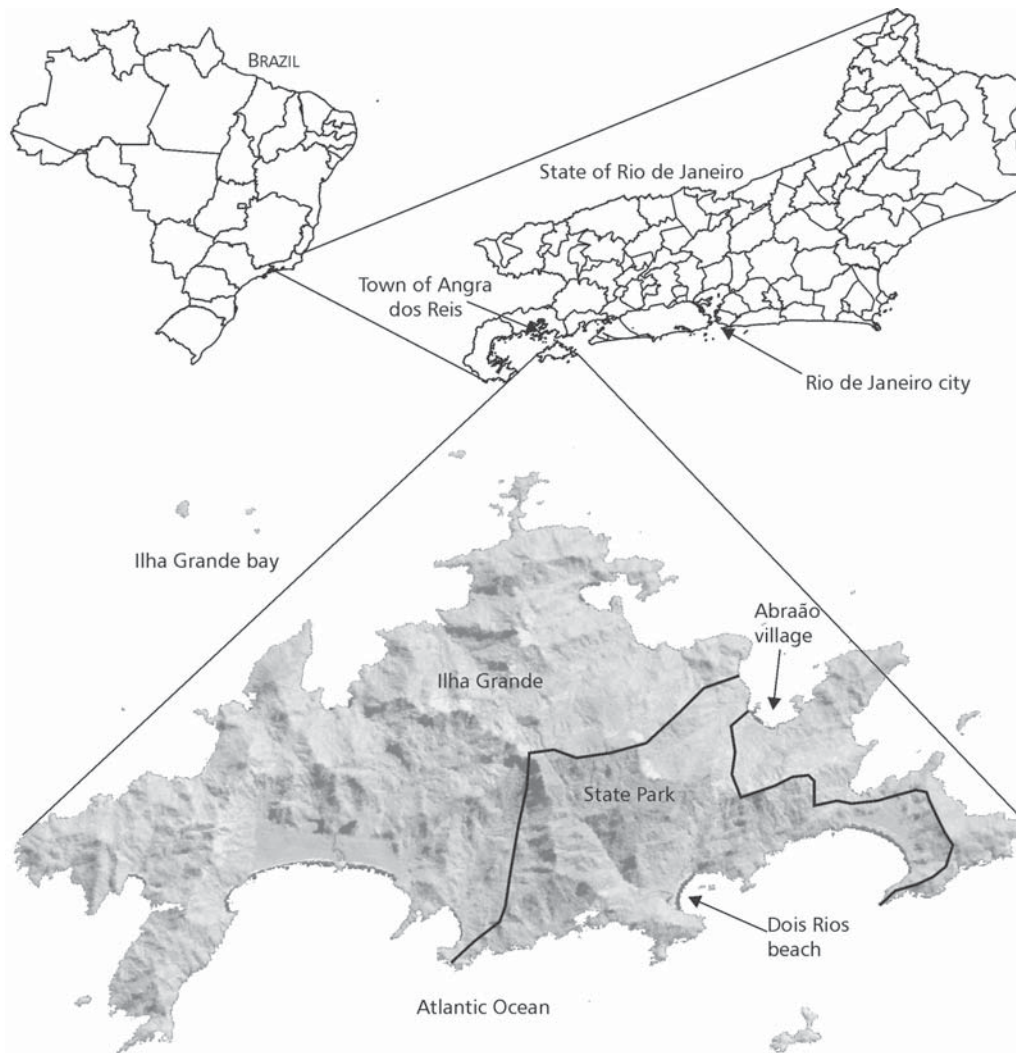 BRAZIL
State of Rio de Janeiro
Town of Angra
dos Reis
Rio de Janeiro city
Ilha Grande bay
Abraão
village
Ilha Grande
State Park
Dois Rios
beach
Atlantic Ocean